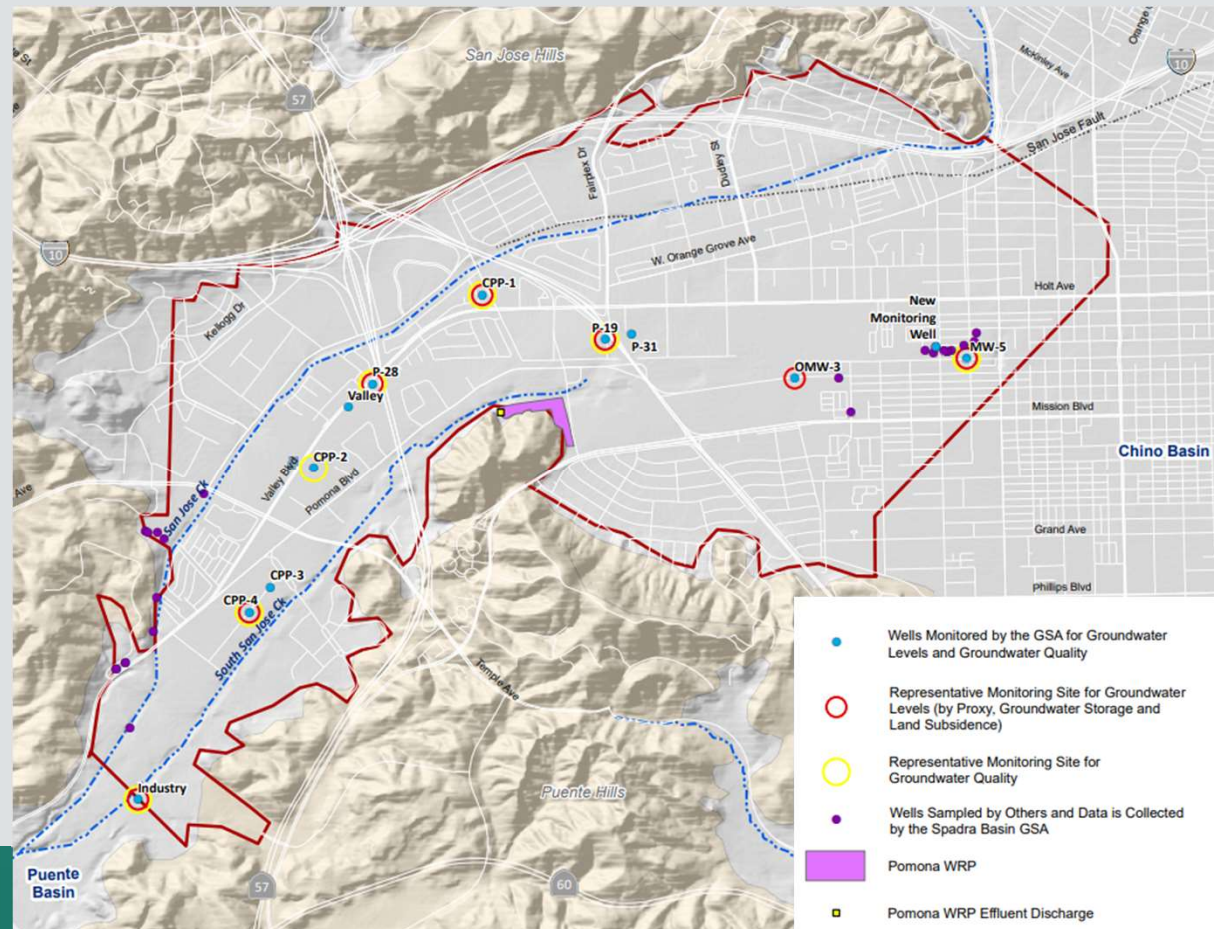 San Jose Hills
Orange
McKinley Ave
10
57
San Jose Fault
Fairplex Dr
Dudley St
W. Orange Grove Ave
10
Kellogg Dr
CPP-1
Holt Ave
New
Monitoring
Well
P-19
P-31
MW-5
P-28
Valley
OMW-3
Mission Blvd
CPP-2
Valley Blvd
Pomona Blvd
Chino Basin
Ave
San Jose Ck
Grand Ave
CPP-3
Phillips Blvd
CPP-4
South San Jose Ck
Temple Ave
Industry
Puente Hills
Puente
Basin
57
60
Wells Monitored by the GSA for Groundwater
Levels and Groundwater Quality
Representative Monitoring Site for Groundwater
Levels (by Proxy, Groundwater Storage and
Land Subsidence)
Representative Monitoring Site for
Groundwater Quality
Wells Sampled by Others and Data is Collected
by the Spadra Basin GSA
Pomona WRP
Pomona WRP Effluent Discharge